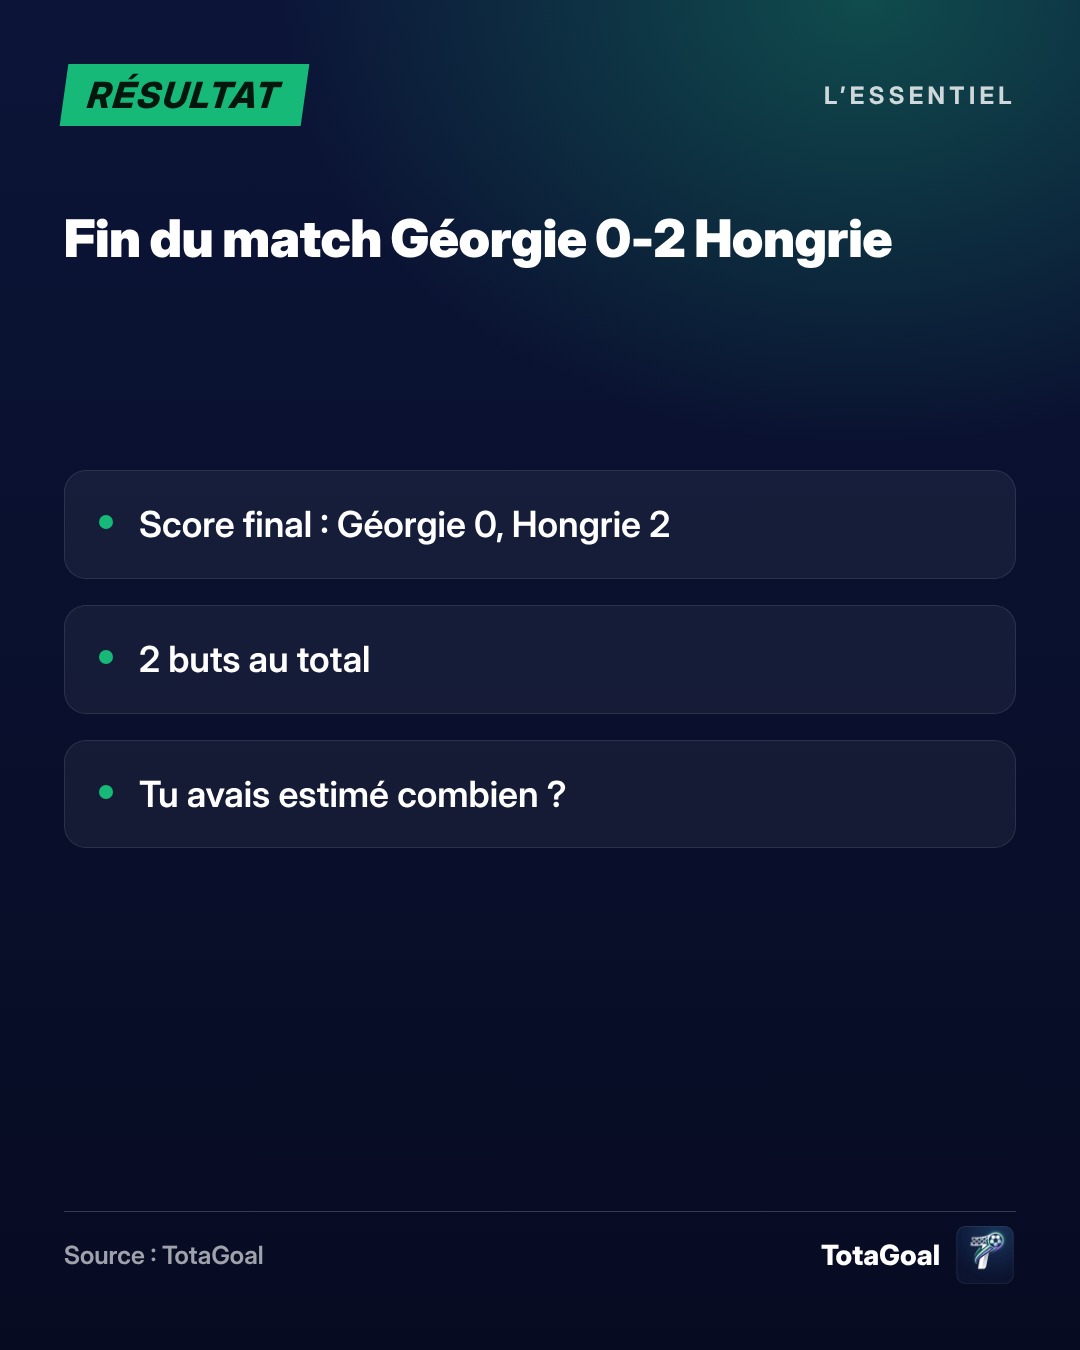 RÉSULTAT
L’ESSENTIEL
Fin du match Géorgie 0-2 Hongrie
Score final : Géorgie 0, Hongrie 2
2 buts au total
Tu avais estimé combien ?
Source : TotaGoal
TotaGoal